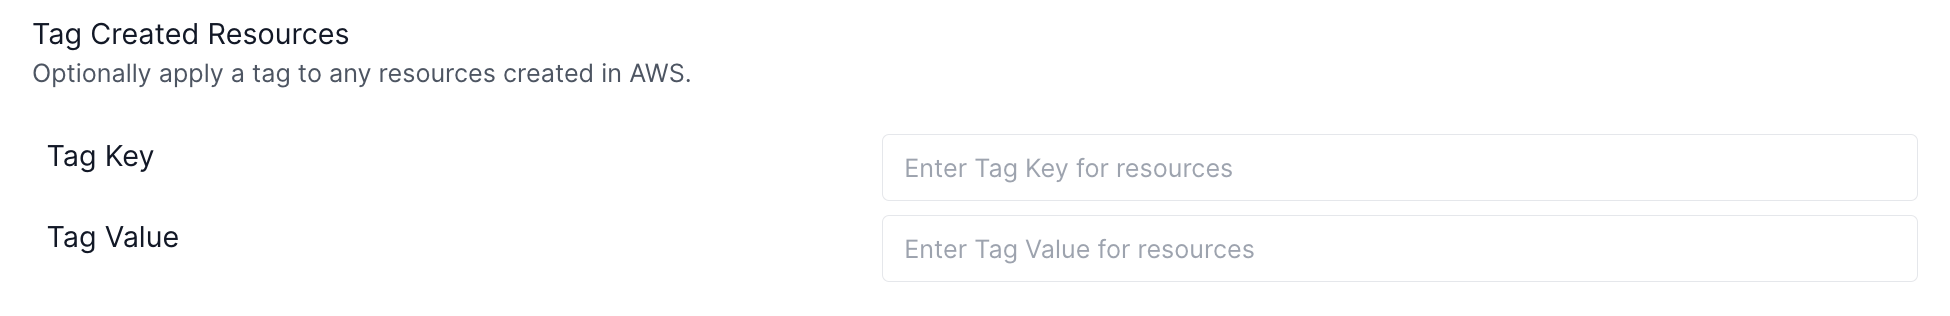 Tag Created Resources
Optionally apply a tag to any resources created in AWS.
Tag Key
Enter Tag Key for resources
Tag Value
Enter Tag Value for resources